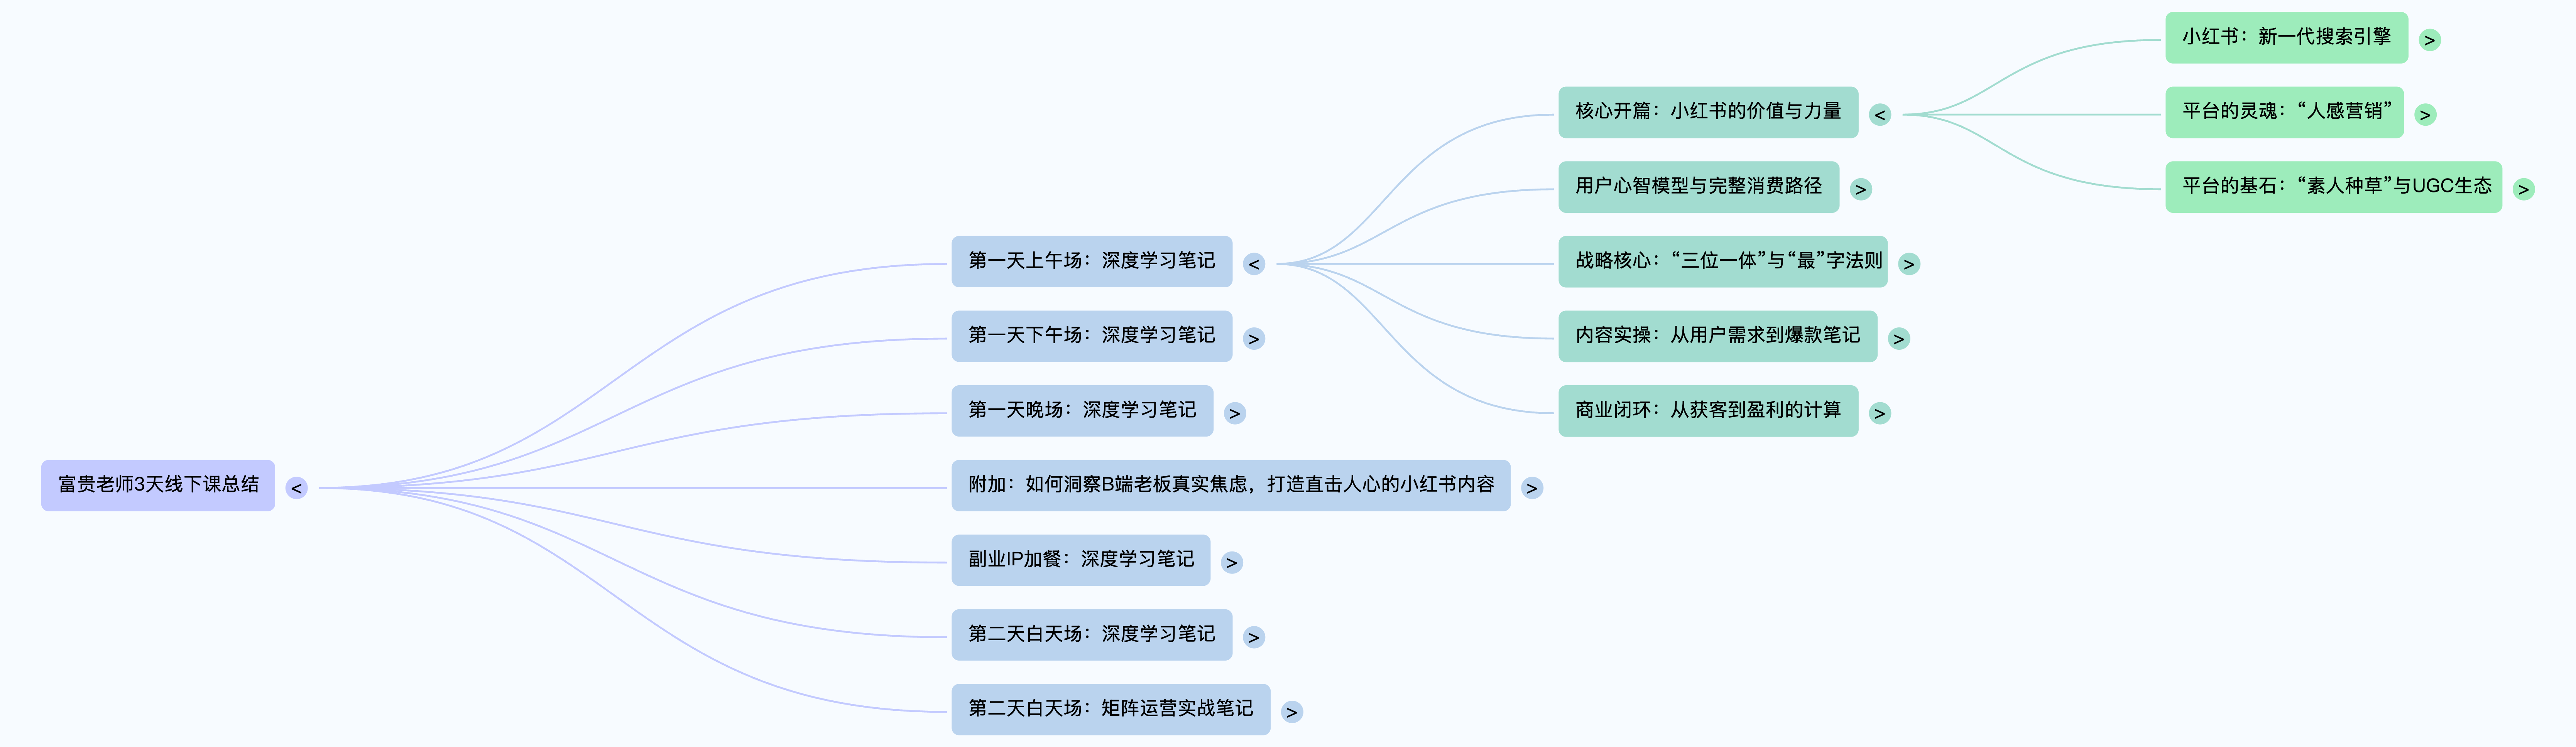 富贵老师3天线下课总结
<
第一天上午场：深度学习笔记
<
核心开篇：小红书的价值与力量
<
小红书：新一代搜索引擎
>
平台的灵魂：“人感营销”
>
平台的基石：“素人种草”与UGC生态
>
用户心智模型与完整消费路径
>
战略核心：“三位一体”与“最”字法则
>
内容实操：从用户需求到爆款笔记
>
商业闭环：从获客到盈利的计算
>
第一天下午场：深度学习笔记
>
第一天晚场：深度学习笔记
>
附加：如何洞察B端老板真实焦虑，打造直击人心的小红书内容
>
副业IP加餐：深度学习笔记
>
第二天白天场：深度学习笔记
>
第二天白天场：矩阵运营实战笔记
>